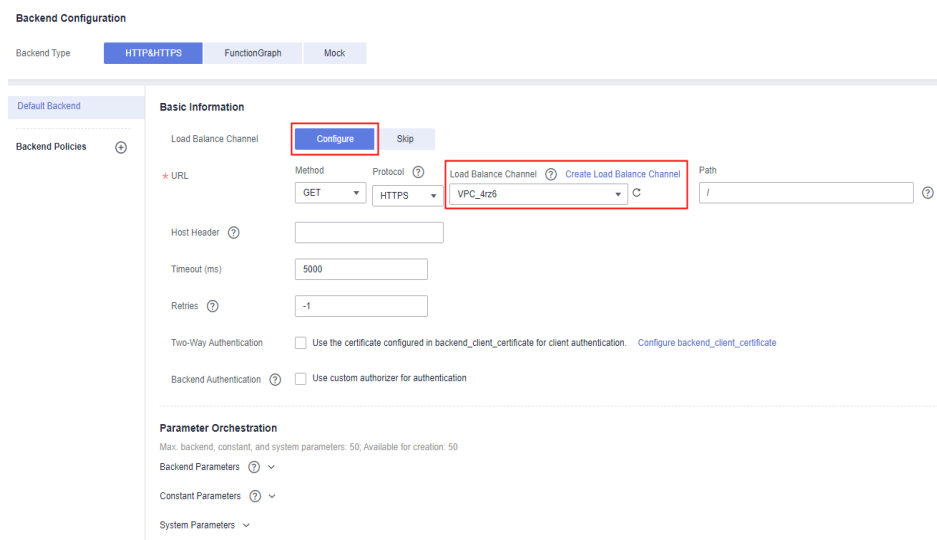 Backend Configuration
Backend Type HTTP&HTTPS FunctionGraph Mock
Default Backend
Backend Policies
Basic Information
Load Balance Channel Configure Skip
* URL
Method Protocol ? Load Balance Channel ? Create Load Balance Channel Path
GET HTTPS VPC_4rz6 / ?
Host Header ?
Timeout (ms) 5000
Retries ? -1
Two-Way Authentication Use the certificate configured in backend_client_certificate for client authentication. Configure backend_client_certificate
Backend Authentication ? Use custom authorizer for authentication
Parameter Orchestration
Max. backend, constant, and system parameters: 50; Available for creation: 50
Backend Parameters ?
Constant Parameters ?
System Parameters